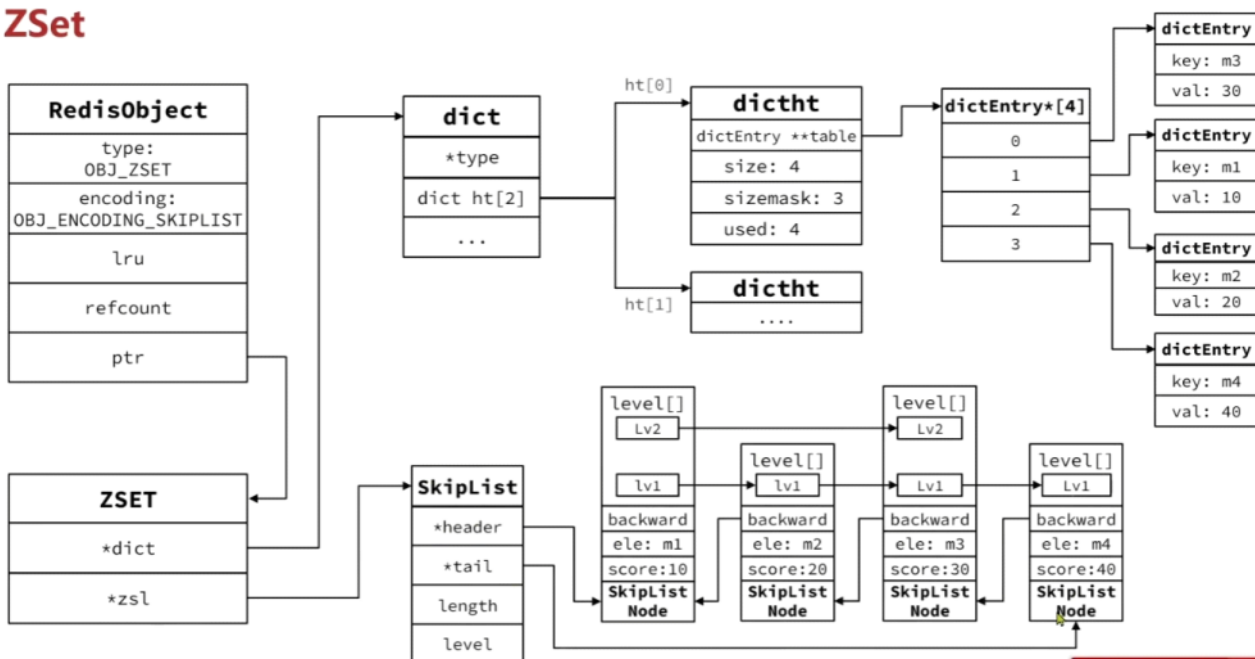 ZSet
RedisObject
type:
OBJ_ZSET
encoding:
OBJ_ENCODING_SKIPLIST
lru
refcount
ptr
ZSET
*dict
*zsl
dict
*type
dict ht[2]
...
ht[0]
ht[1]
dictht
dictEntry **table
size: 4
sizemask: 3
used: 4
dictht
....
dictEntry*[4]
0
1
2
3
dictEntry
key: m3
val: 30
dictEntry
key: m1
val: 10
dictEntry
key: m2
val: 20
dictEntry
key: m4
val: 40
SkipList
*header
*tail
length
level
level[]
Lv2
lv1
backward
ele: m1
score:10
SkipList
Node
level[]
lv1
backward
ele: m2
score:20
SkipList
Node
level[]
Lv2
Lv1
backward
ele: m3
score:30
SkipList
Node
level[]
Lv1
backward
ele: m4
score:40
SkipList
Node